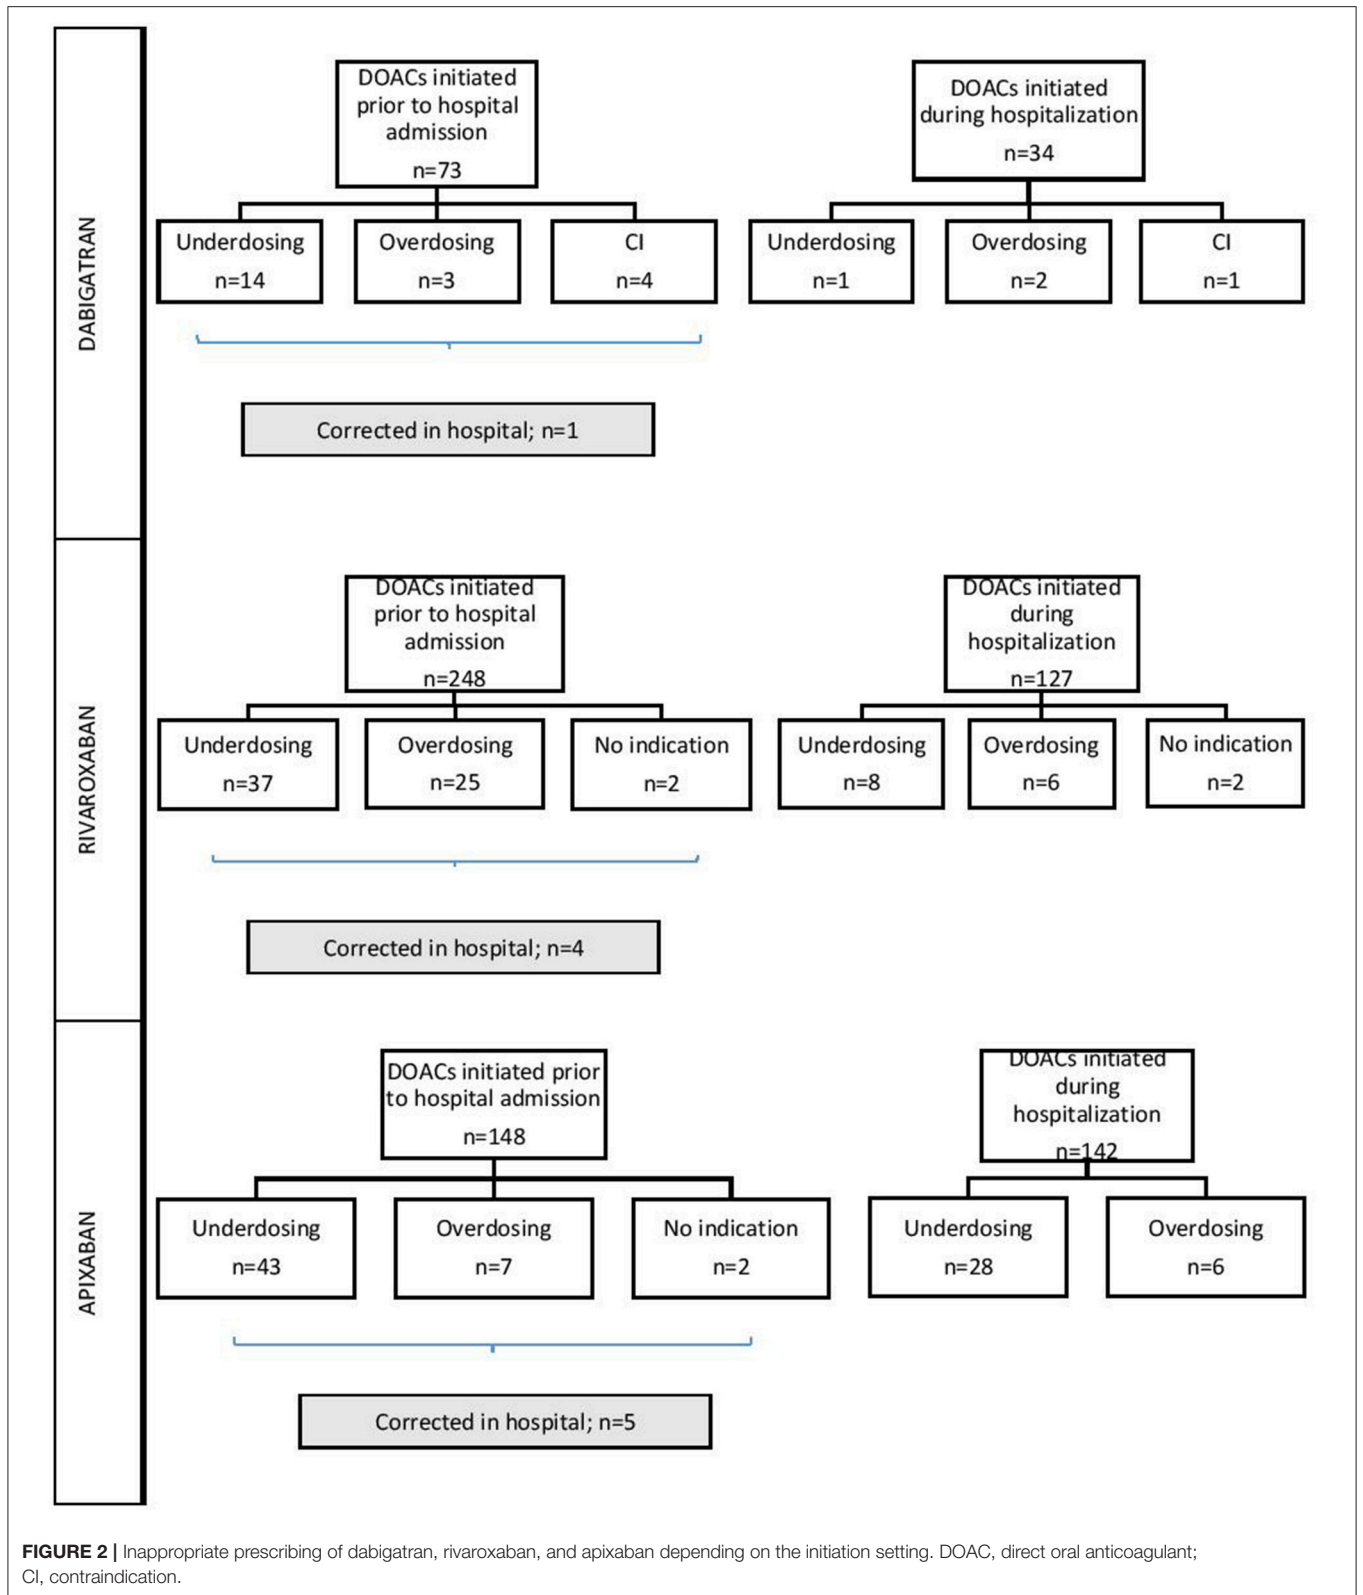 DABIGATRAN
DOACs initiated
prior to hospital
admission
n=73
DOACs initiated
during hospitalization
n=34
Underdosing
n=14
Overdosing
n=3
CI
n=4
Underdosing
n=1
Overdosing
n=2
CI
n=1
Corrected in hospital; n=1
RIVAROXABAN
DOACs initiated
prior to hospital
admission
n=248
DOACs initiated
during
hospitalization
n=127
Underdosing
n=37
Overdosing
n=25
No indication
n=2
Underdosing
n=8
Overdosing
n=6
No indication
n=2
Corrected in hospital; n=4
APIXABAN
DOACs initiated prior
to hospital admission
n=148
DOACs initiated
during
hospitalization
n=142
Underdosing
n=43
Overdosing
n=7
No indication
n=2
Underdosing
n=28
Overdosing
n=6
Corrected in hospital; n=5
FIGURE 2 | Inappropriate prescribing of dabigatran, rivaroxaban, and apixaban depending on the initiation setting. DOAC, direct oral anticoagulant;
CI, contraindication.